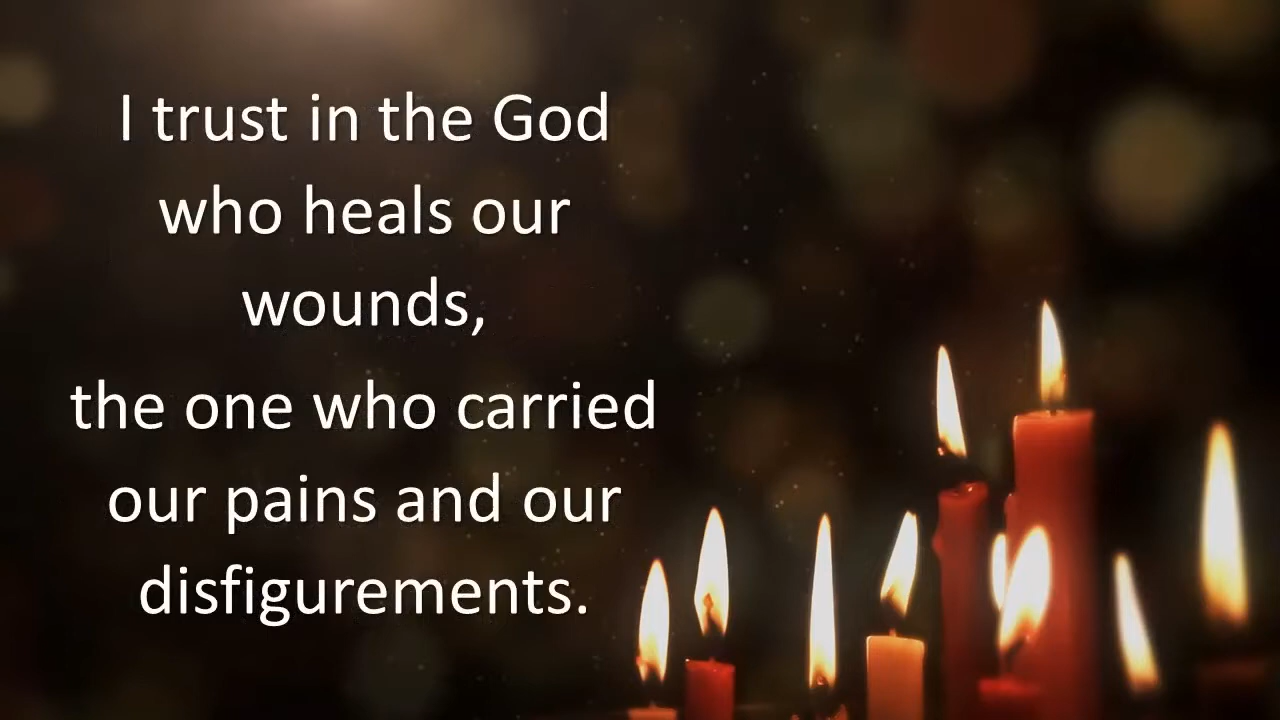 I trust in the God
who heals our
wounds,
the one who carried
our pains and our
disfigurements.